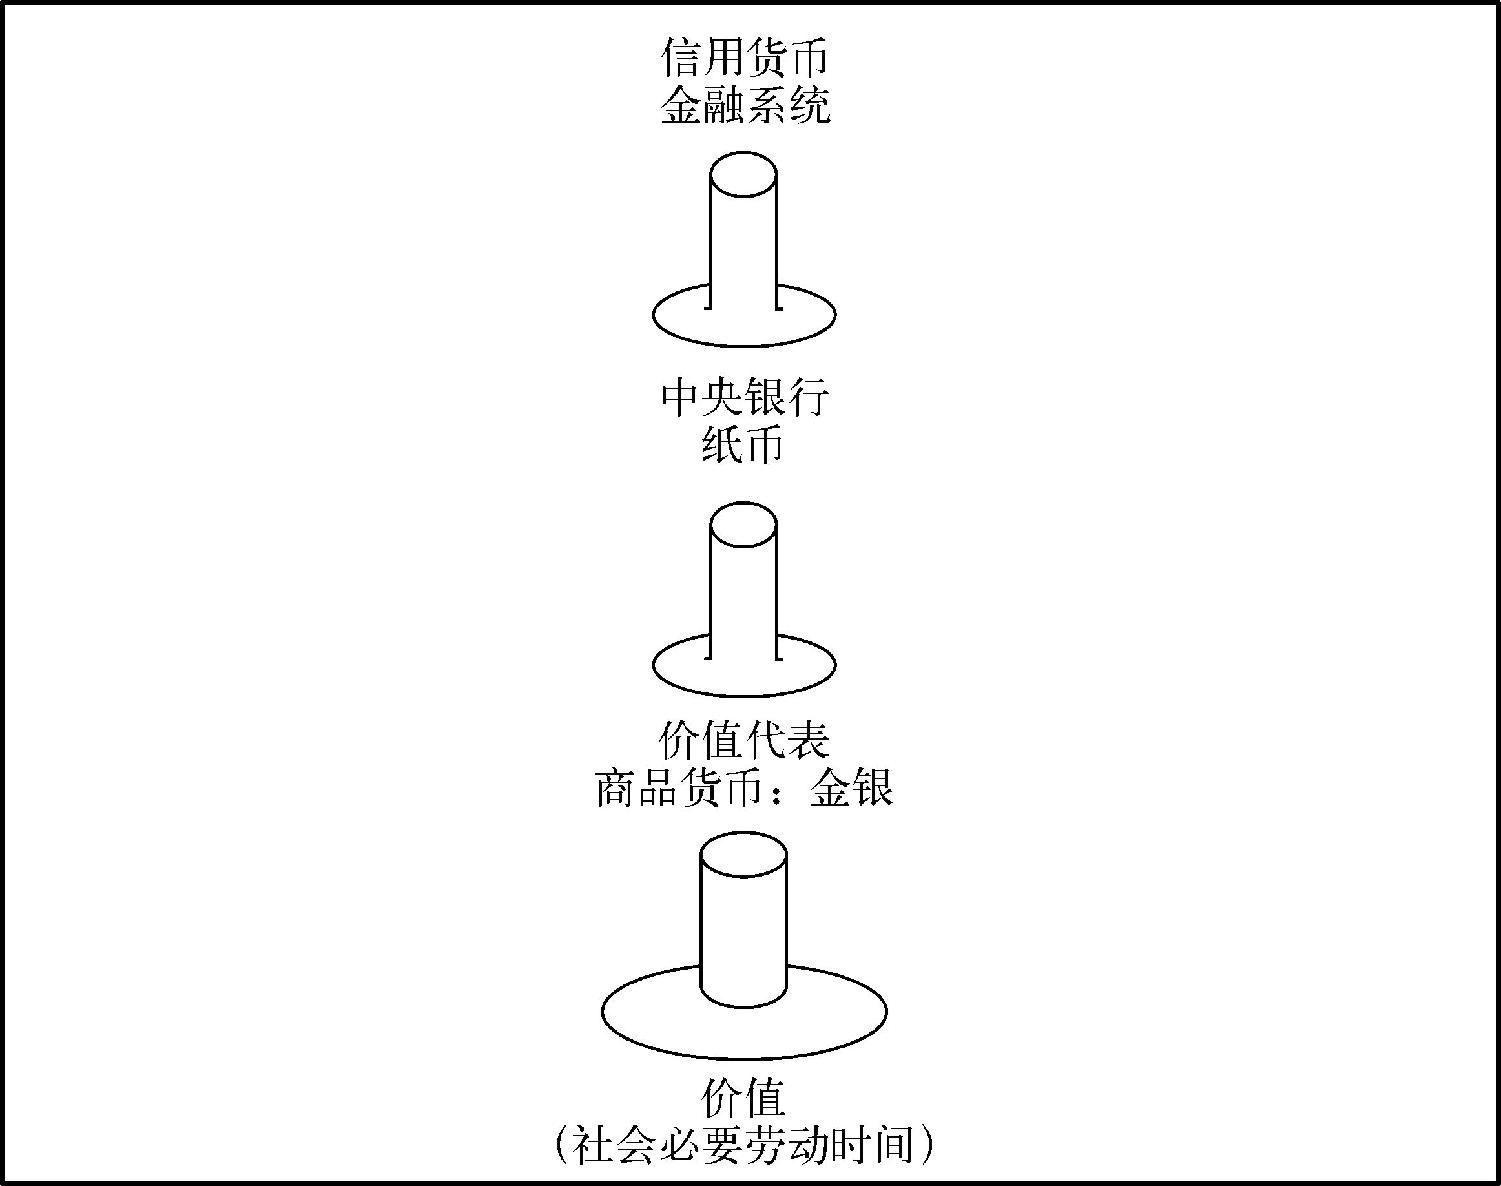 信用货币
金融系统
中央银行
纸币
价值代表
商品货币：金银
价值
（社会必要劳动时间）